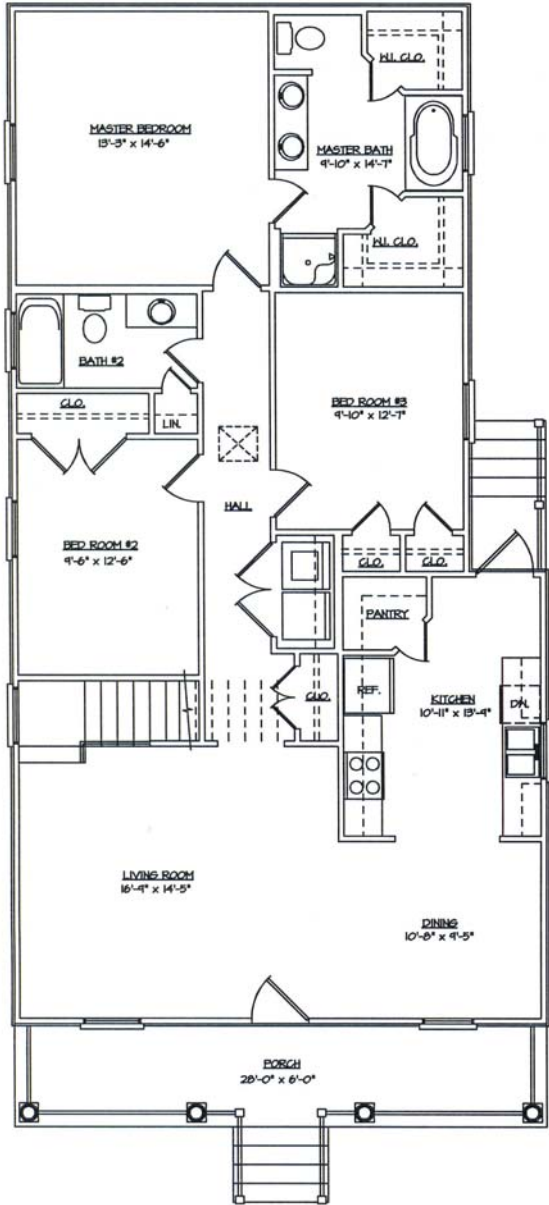 W.I. CLO.
MASTER BEDROOM
13'-3" x 14'-6"
MASTER BATH
9'-10" x 14'-7"
W.I. CLO.
BATH #2
CLO.
LIN.
BED ROOM #3
9'-10" x 12'-7"
HALL
BED ROOM #2
9'-6" x 12'-6"
CLO.
CLO.
PANTRY
REF.
CLO.
KITCHEN
10'-11" x 13'-9"
D.W.
LIVING ROOM
16'-9" x 14'-5"
DINING
10'-8" x 9'-5"
PORCH
28'-0" x 6'-0"